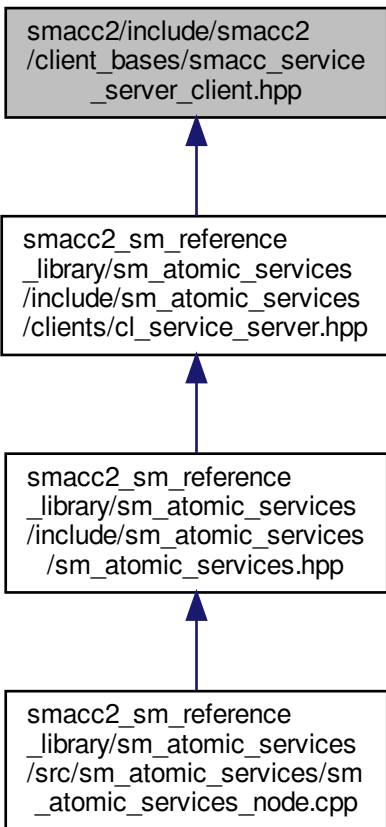 smacc2/include/smacc2
/client_bases/smacc_service
_server_client.hpp
smacc2_sm_reference
_library/sm_atomic_services
/include/sm_atomic_services
/clients/cl_service_server.hpp
smacc2_sm_reference
_library/sm_atomic_services
/include/sm_atomic_services
/sm_atomic_services.hpp
smacc2_sm_reference
_library/sm_atomic_services
/src/sm_atomic_services/sm
_atomic_services_node.cpp